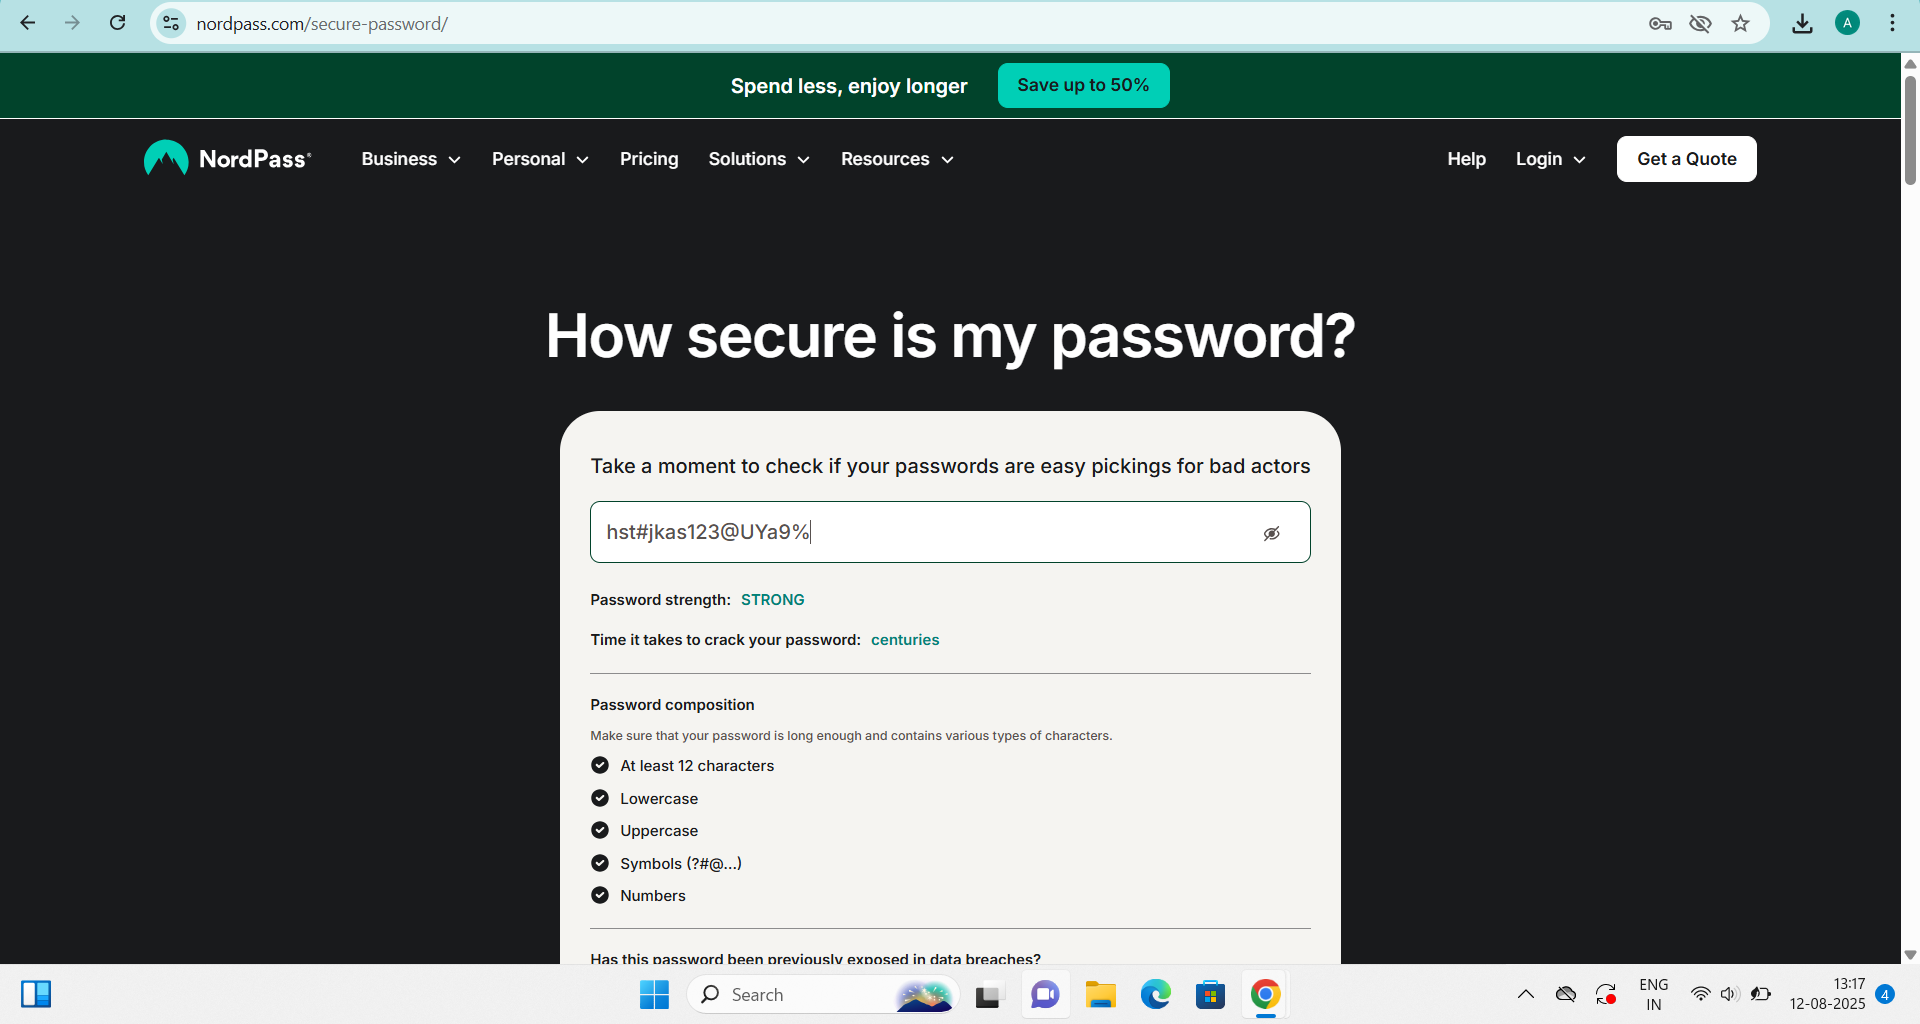 nordpass.com/secure-password/
A
Spend less, enjoy longer
Save up to 50%
NordPass®
Business
Personal
Pricing
Solutions
Resources
Help
Login
Get a Quote
How secure is my password?
Take a moment to check if your passwords are easy pickings for bad actors
hst#jkas123@UYa9%
Password strength: STRONG
Time it takes to crack your password: centuries
Password composition
Make sure that your password is long enough and contains various types of characters.
At least 12 characters
Lowercase
Uppercase
Symbols (?#@...)
Numbers
Has this password been previously exposed in data breaches?
Search
ENG
IN
13:17
12-08-2025
4